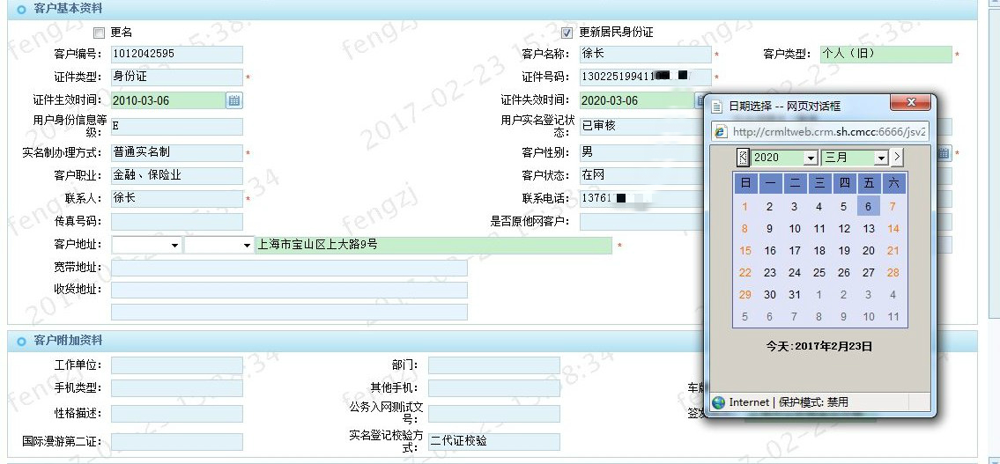 客户基本资料
更名
更新居民身份证
客户编号: 1012042595
客户名称: 徐长 *
客户类型: 个人（旧） *
证件类型: 身份证 *
证件号码: 1302251994110 *
证件生效时间: 2010-03-06
证件失效时间: 2020-03-06
用户身份信息等级: E
用户实名登记状态: 已审核
实名制办理方式: 普通实名制 *
客户性别: 男
客户职业: 金融、保险业
客户状态: 在网
联系人: 徐长 *
联系电话: 13761
传真号码:
是否原他网客户:
客户地址: 上海市宝山区上大路9号 *
宽带地址:
收货地址:
客户附加资料
工作单位:
部门:
手机类型:
其他手机:
性格描述:
公务入网测试文号:
国际漫游第二证:
实名登记校验方式: 二代证校验
日期选择 -- 网页对话框
http://crmltweb.crm.sh.cmcc:6666/jsv2
2020 三月 >
日 一 二 三 四 五 六
1 2 3 4 5 6 7
8 9 10 11 12 13 14
15 16 17 18 19 20 21
22 23 24 25 26 27 28
29 30 31 1 2 3 4
5 6 7 8 9 10 11
今天:2017年2月23日
Internet | 保护模式: 禁用
fengzj
2017-02-23 15:38:34